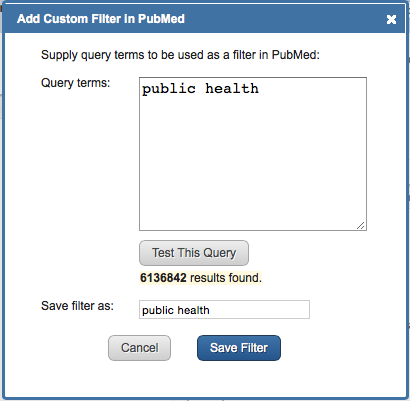 Add Custom Filter in PubMed
Supply query terms to be used as a filter in PubMed:
Query terms:
public health
Test This Query
6136842 results found.
Save filter as:
public health
Cancel
Save Filter